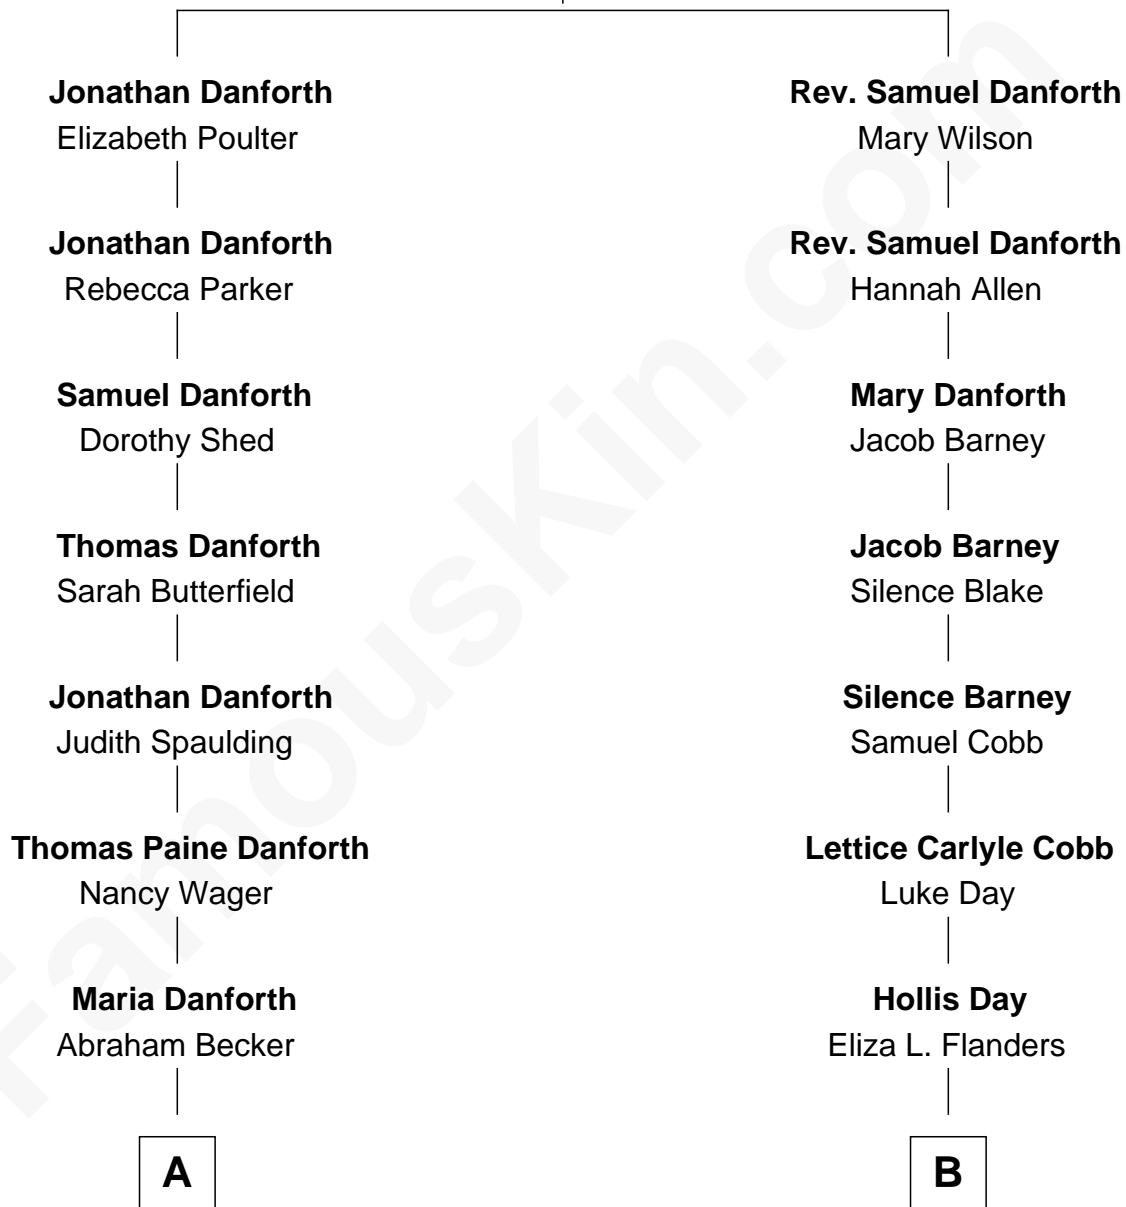 Jonathan Danforth
Elizabeth Poulter
Rev. Samuel Danforth
Mary Wilson
Jonathan Danforth
Rebecca Parker
Rev. Samuel Danforth
Hannah Allen
Samuel Danforth
Dorothy Shed
Mary Danforth
Jacob Barney
Thomas Danforth
Sarah Butterfield
Jacob Barney
Silence Blake
Jonathan Danforth
Judith Spaulding
Silence Barney
Samuel Cobb
Thomas Paine Danforth
Nancy Wager
Lettice Carlyle Cobb
Luke Day
Maria Danforth
Abraham Becker
Hollis Day
Eliza L. Flanders
A
B
FamousKin.com